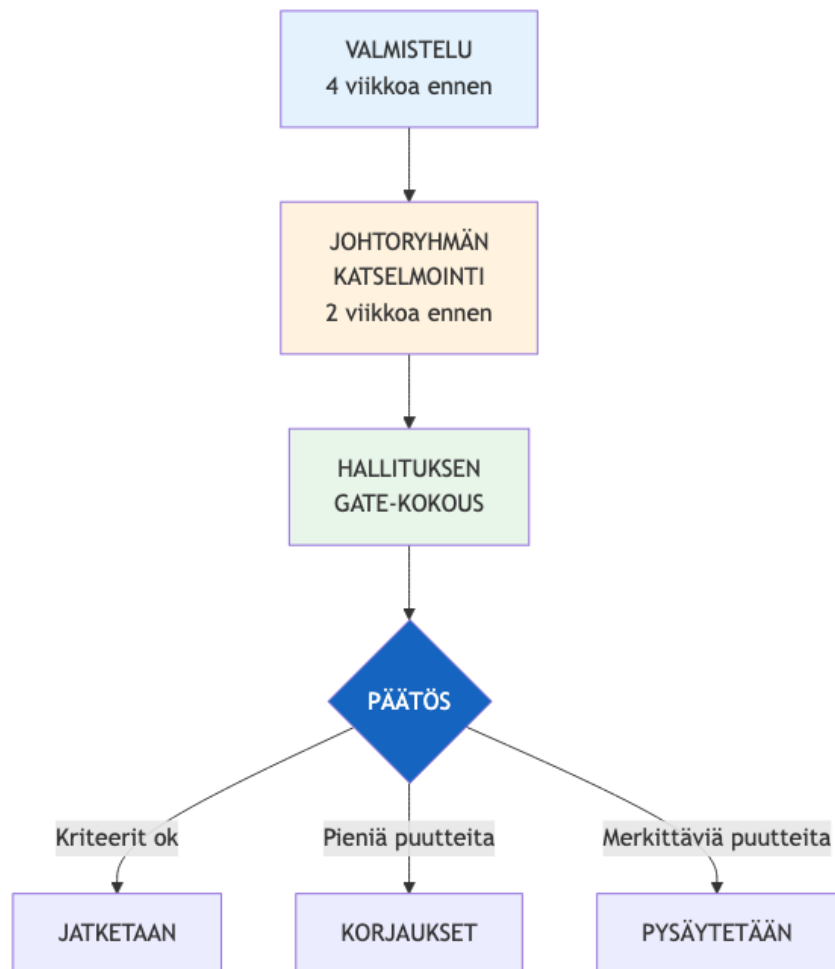 VALMISTELU
4 viikkoa ennen
JOHTORYHMÄN
KATSELMOINTI
2 viikkoa ennen
HALLITUKSEN
GATE-KOKOUS
PÄÄTÖS
Kriteerit ok
Pieniä puutteita
Merkittäviä puutteita
JATKETAAN
KORJAUKSET
PYSÄYTETÄÄN